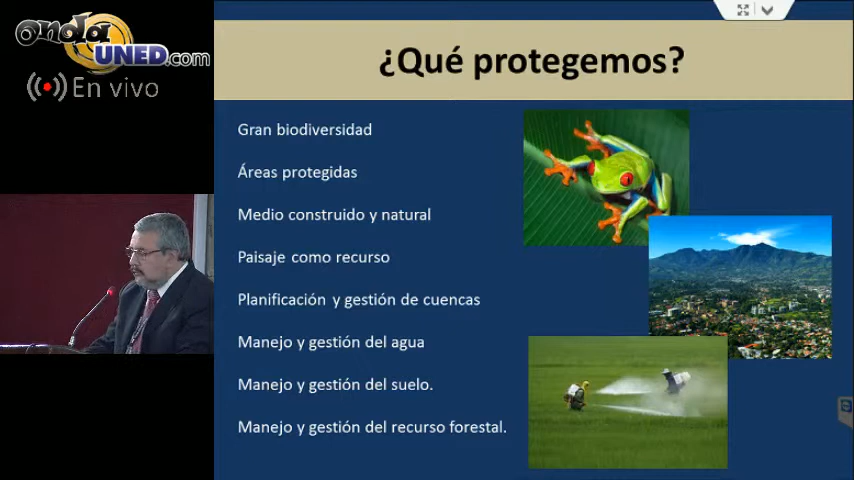 onda
UNED.com
En vivo
¿Qué protegemos?
Gran biodiversidad
Áreas protegidas
Medio construido y natural
Paisaje como recurso
Planificación y gestión de cuencas
Manejo y gestión del agua
Manejo y gestión del suelo.
Manejo y gestión del recurso forestal.